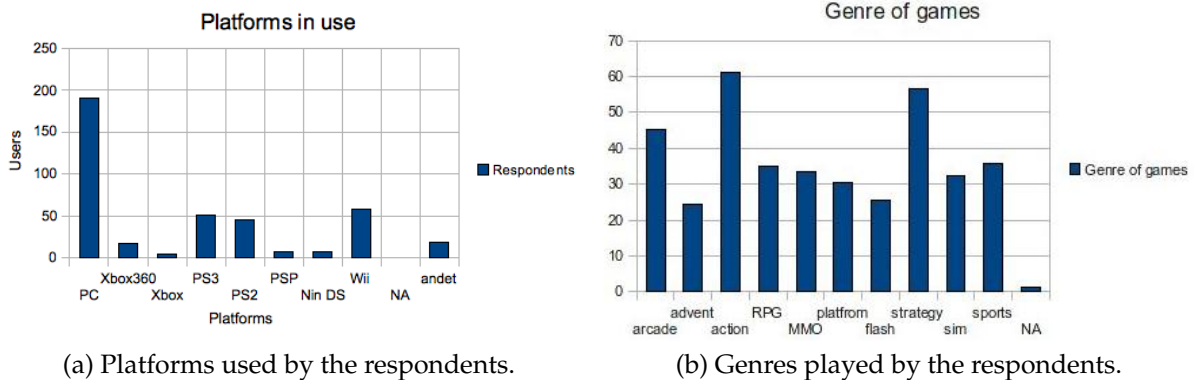 Platforms in use
250
200
150
100
50
0
Users
PC
Xbox360
Xbox
PS3
PS2
PSP
Nin DS
Wii
NA
andet
Platforms
Respondents
(a) Platforms used by the respondents.
Genre of games
70
60
50
40
30
20
10
0
arcade
advent
action
RPG
MMO
platfrom
flash
strategy
sim
sports
NA
Genre of games
(b) Genres played by the respondents.